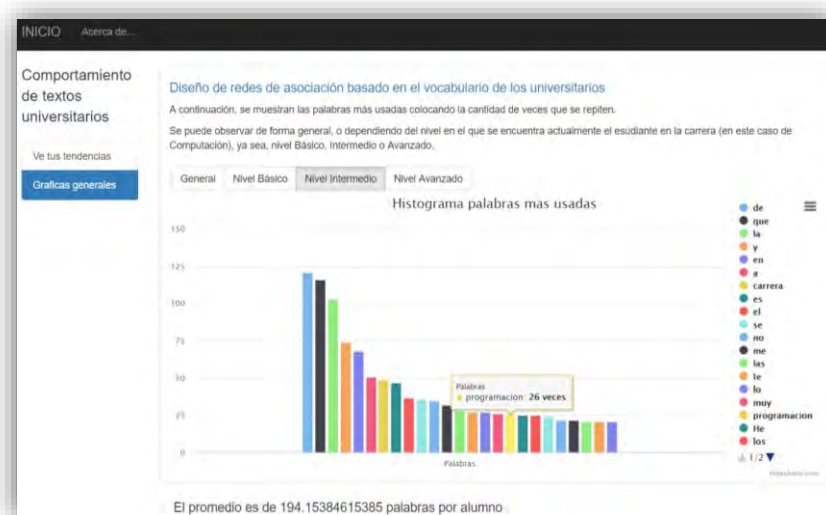 INICIO Acerca de...
Comportamiento
de textos
universitarios
Ve tus tendencias
Graficas generales
Diseño de redes de asociación basado en el vocabulario de los universitarios
A continuación, se muestran las palabras más usadas colocando la cantidad de veces que se repiten.
Se puede observar de forma general, o dependiendo del nivel en el que se encuentra actualmente el esudiante en la carrera (en este caso de
Computación), ya sea, nivel Básico, Intermedio o Avanzado.
General Nivel Básico Nivel Intermedio Nivel Avanzado
Histograma palabras mas usadas
150
125
100
75
50
25
0
Palabras
programacion: 26 veces
Palabras
de
que
la
y
en
a
carrera
es
el
se
no
me
las
te
lo
muy
programacion
He
los
1/2
El promedio es de 194.15384615385 palabras por alumno